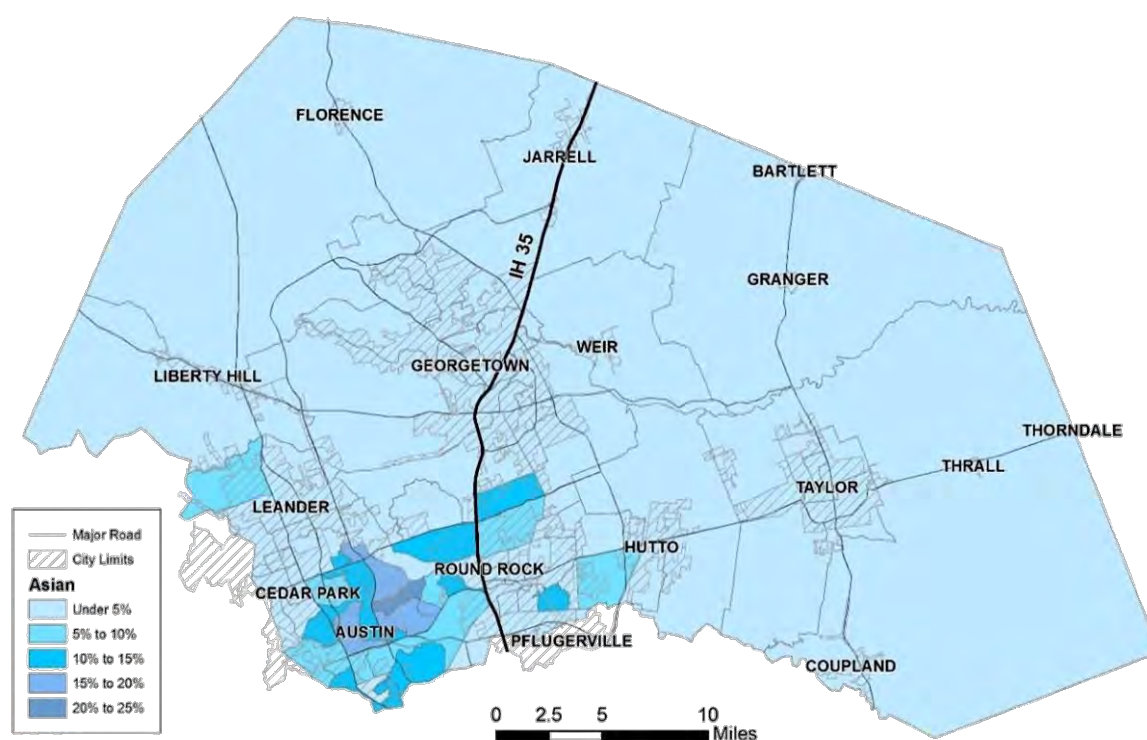 FLORENCE
JARRELL
BARTLETT
IH 35
GRANGER
WEIR
GEORGETOWN
LIBERTY HILL
THORNDALE
THRALL
TAYLOR
LEANDER
HUTTO
ROUND ROCK
CEDAR PARK
AUSTIN
PFLUGERVILLE
COUPLAND
Major Road
City Limits
Asian
Under 5%
5% to 10%
10% to 15%
15% to 20%
20% to 25%
0 2.5 5 10
Miles